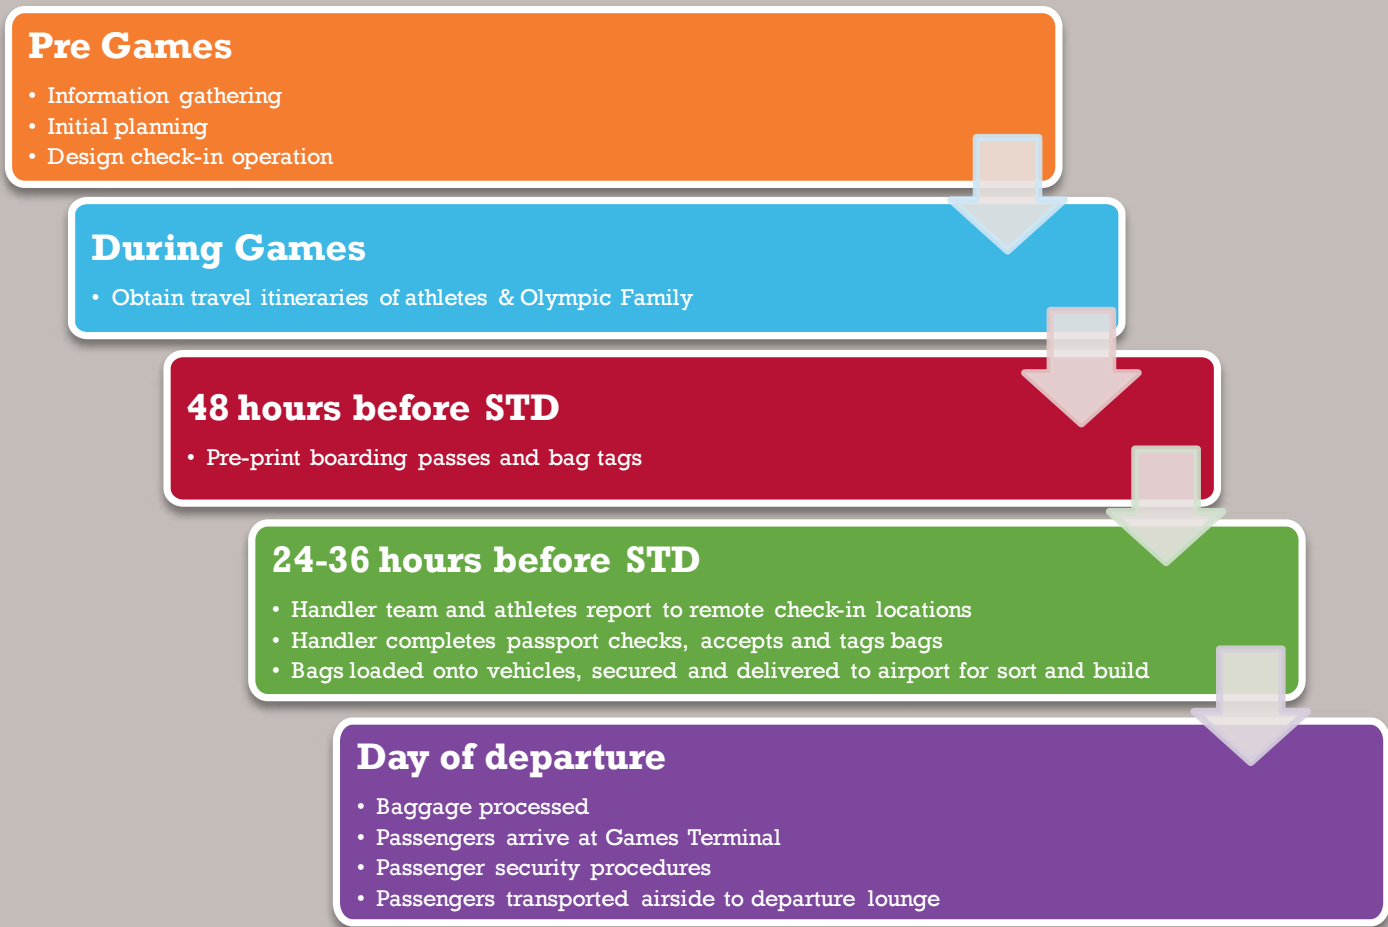 Pre Games
• Information gathering
• Initial planning
• Design check-in operation
During Games
• Obtain travel itineraries of athletes & Olympic Family
48 hours before STD
• Pre-print boarding passes and bag tags
24-36 hours before STD
• Handler team and athletes report to remote check-in locations
• Handler completes passport checks, accepts and tags bags
• Bags loaded onto vehicles, secured and delivered to airport for sort and build
Day of departure
• Baggage processed
• Passengers arrive at Games Terminal
• Passenger security procedures
• Passengers transported airside to departure lounge